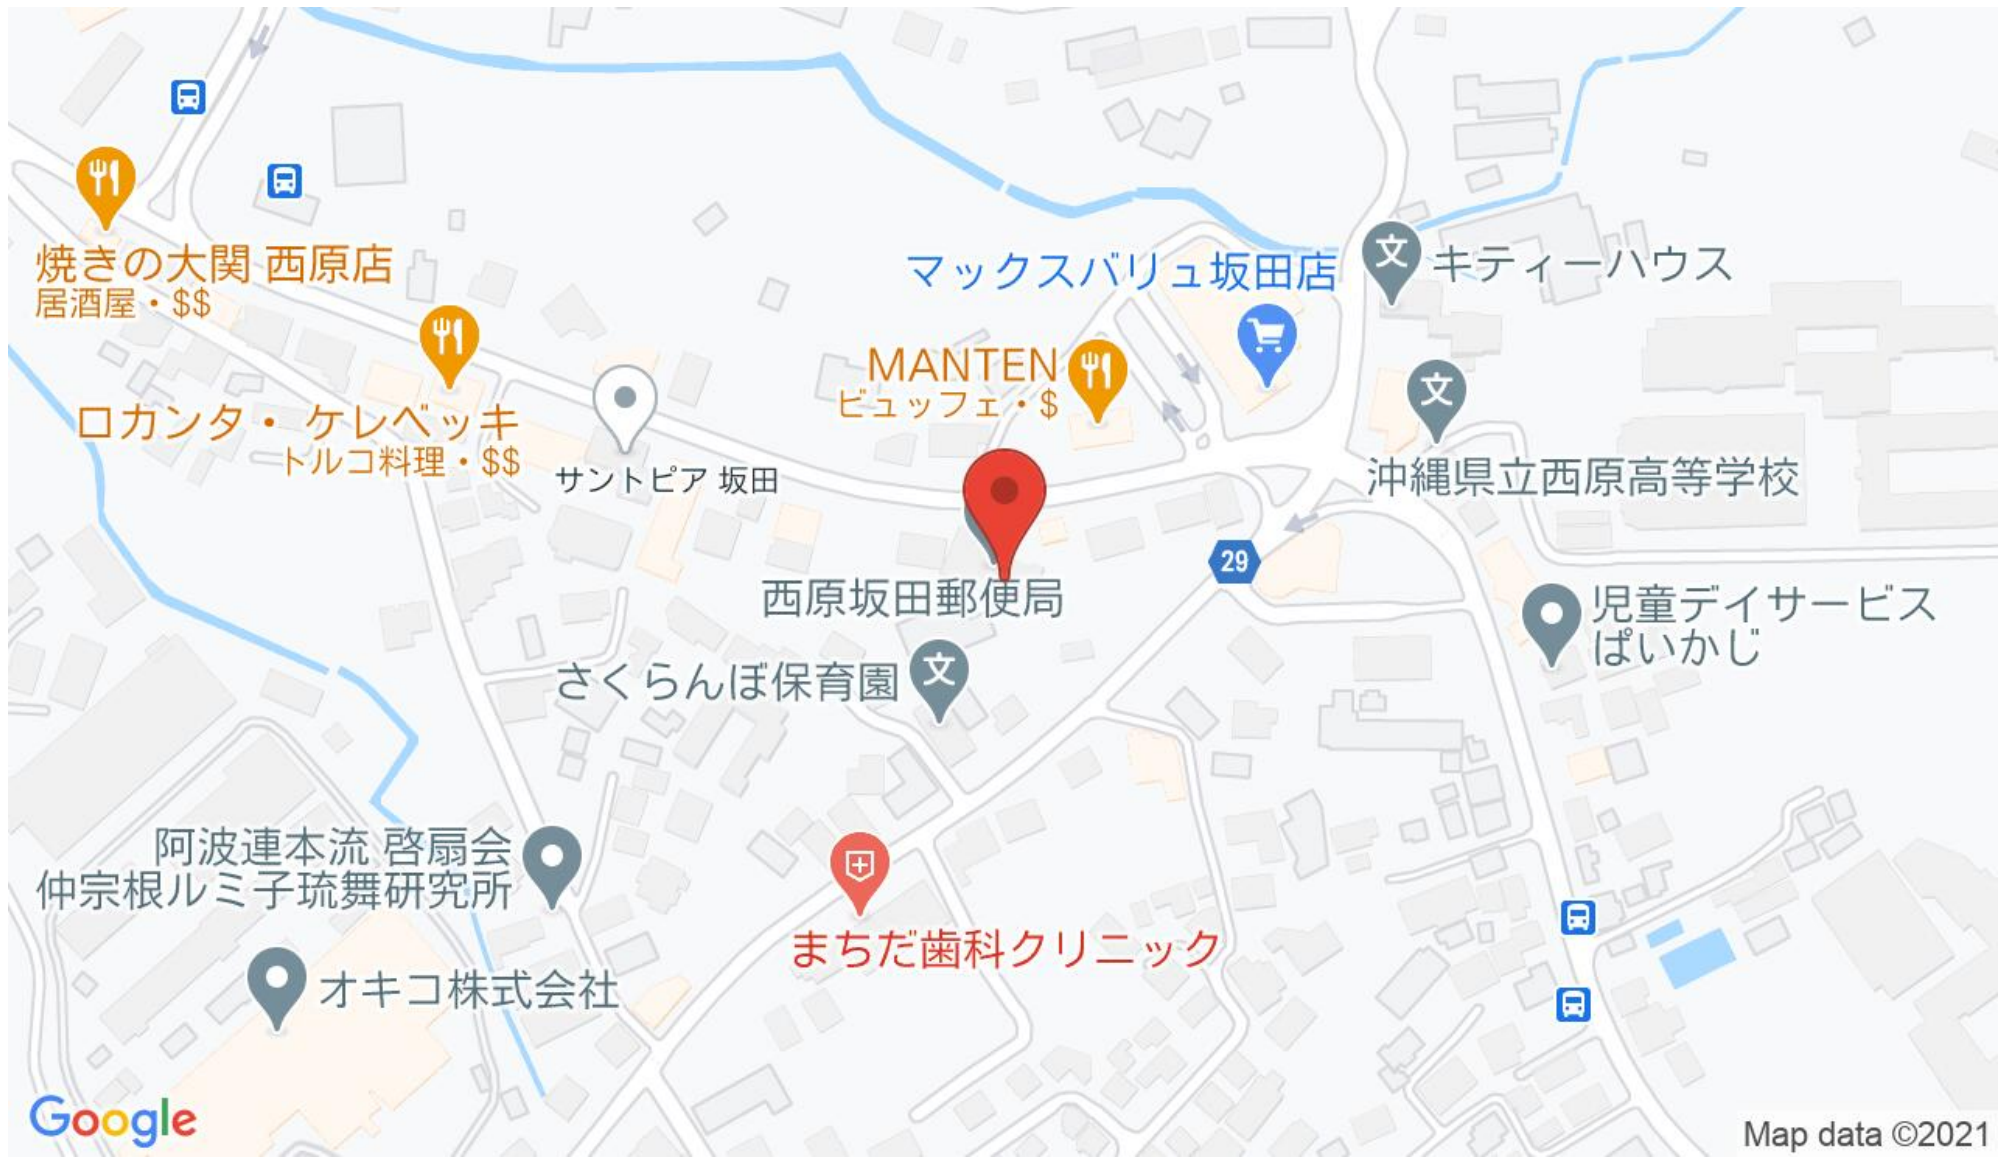 焼きの大関 西原店
居酒屋・$$
ロカンタ・ケレベッキ
トルコ料理・$$
サントピア 坂田
マックスバリュ坂田店
MANTEN
ビュッフェ・$
文 キティーハウス
文
沖縄県立西原高等学校
29
西原坂田郵便局
児童デイサービス
ぱいかじ
さくらんぼ保育園 文
阿波連本流 啓扇会
仲宗根ルミ子琉舞研究所
まちだ歯科クリニック
オキコ株式会社
Google
Map data ©2021